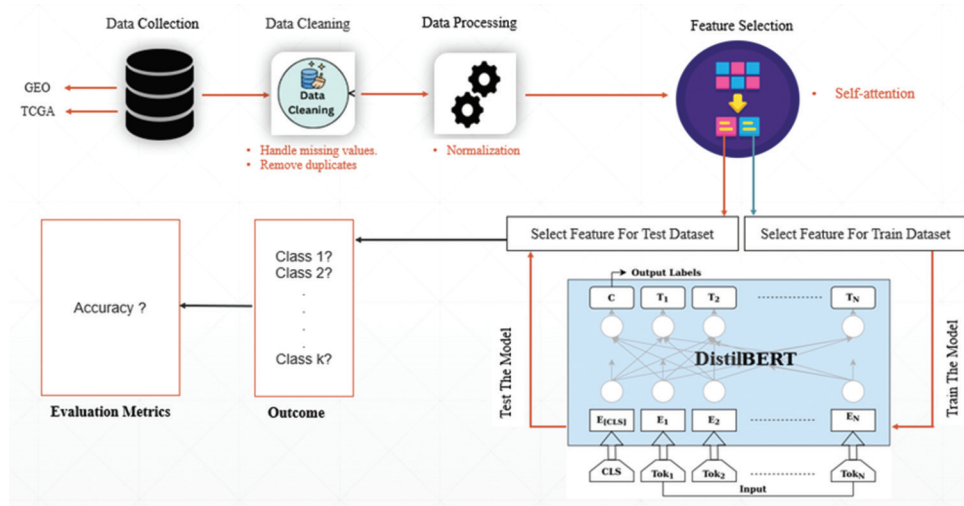 Data Collection
Data Cleaning
Data Processing
Feature Selection
GEO
TCGA
Data
Cleaning
• Self-attention
• Handle missing values.
• Remove duplicates
• Normalization
Select Feature For Test Dataset
Select Feature For Train Dataset
Class 1?
Class 2?
.
.
.
.
Class k?
Accuracy ?
Evaluation Metrics
Outcome
Test The Model
Train The Model
Output Labels
C T1 T2 TN
DistilBERT
E[CLS] E1 E2 EN
CLS Tok1 Tok2 TokN
Input